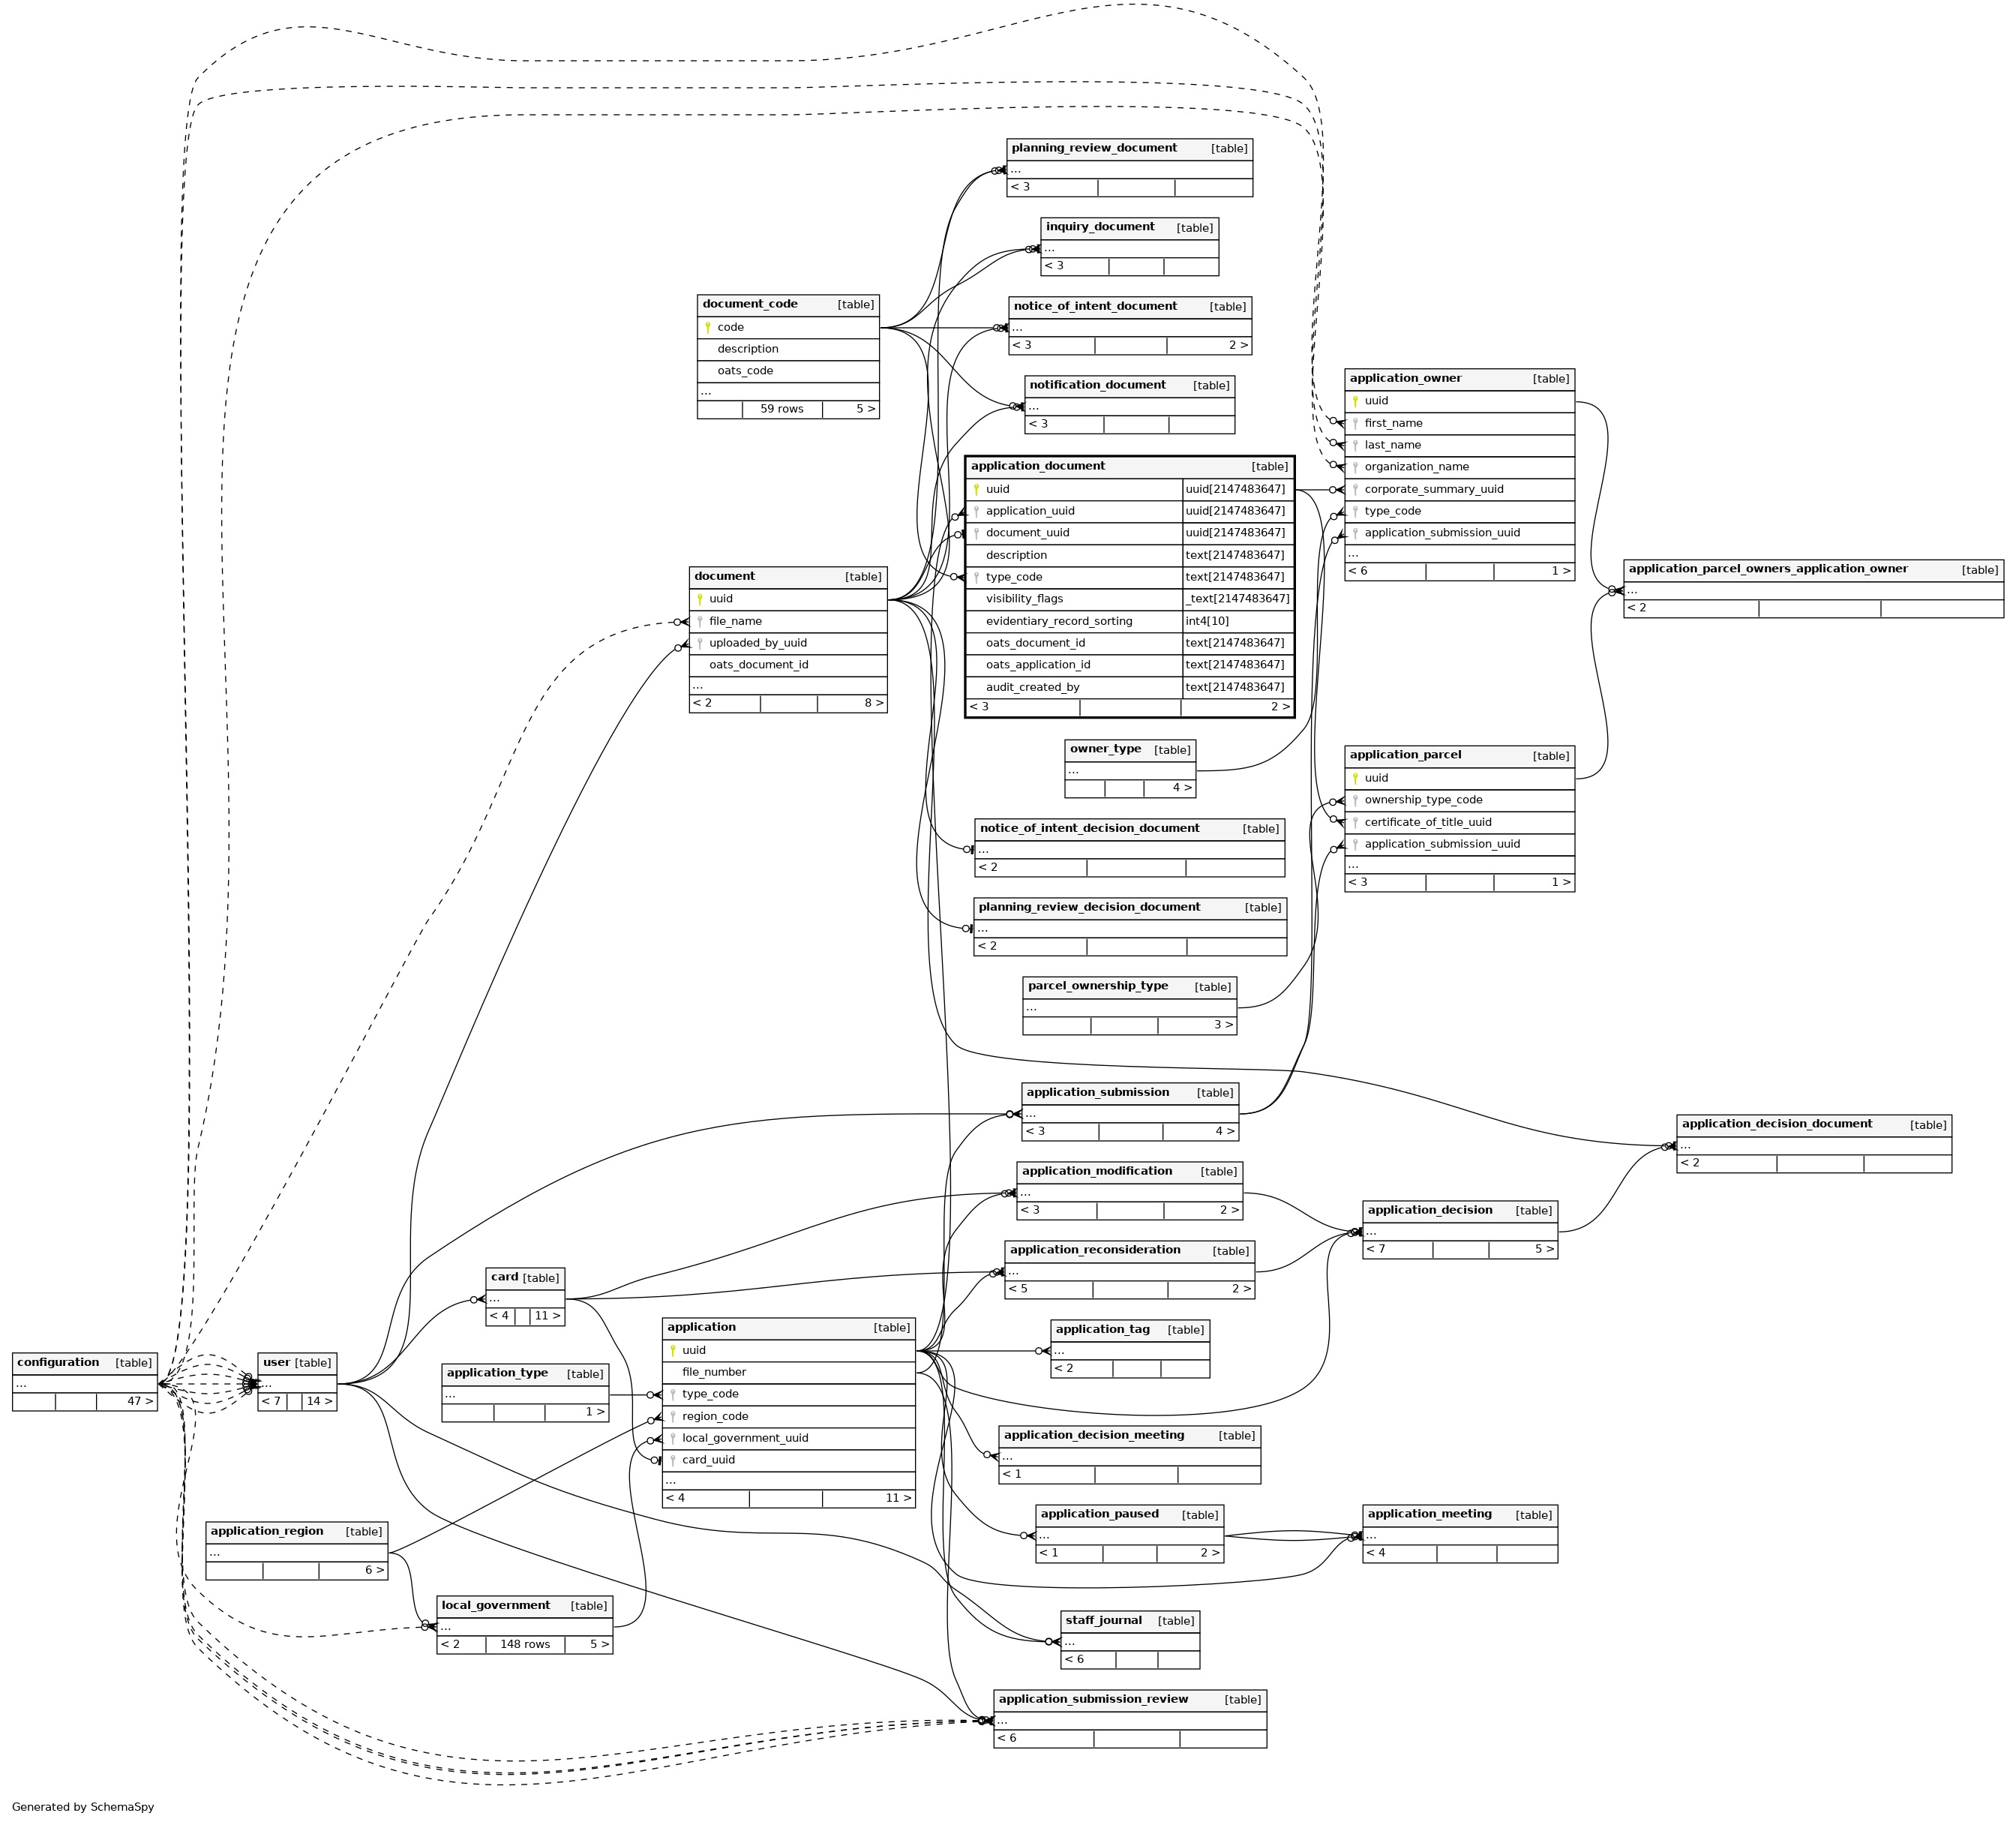 planning_review_document [table]
...
< 3
inquiry_document [table]
...
< 3
document_code [table]
code
description
oats_code
...
59 rows 5 >
notice_of_intent_document [table]
...
< 3 2 >
notification_document [table]
...
< 3
application_owner [table]
uuid
first_name
last_name
organization_name
corporate_summary_uuid
type_code
application_submission_uuid
...
< 6 1 >
application_document [table]
uuid uuid[2147483647]
application_uuid uuid[2147483647]
document_uuid uuid[2147483647]
description text[2147483647]
type_code text[2147483647]
visibility_flags _text[2147483647]
evidentiary_record_sorting int4[10]
oats_document_id text[2147483647]
oats_application_id text[2147483647]
audit_created_by text[2147483647]
< 3 2 >
document [table]
uuid
file_name
uploaded_by_uuid
oats_document_id
...
< 2 8 >
application_parcel_owners_application_owner [table]
...
< 2
owner_type [table]
...
4 >
application_parcel [table]
uuid
ownership_type_code
certificate_of_title_uuid
application_submission_uuid
...
< 3 1 >
notice_of_intent_decision_document [table]
...
< 2
planning_review_decision_document [table]
...
< 2
parcel_ownership_type [table]
...
3 >
application_submission [table]
...
< 3 4 >
application_decision_document [table]
...
< 2
application_modification [table]
...
< 3 2 >
application_decision [table]
...
< 7 5 >
application_reconsideration [table]
...
< 5 2 >
card [table]
...
< 4 11 >
application [table]
uuid
file_number
type_code
region_code
local_government_uuid
card_uuid
...
< 4 11 >
application_tag [table]
...
< 2
configuration [table]
...
47 >
user [table]
...
< 7 14 >
application_type [table]
...
1 >
application_decision_meeting [table]
...
< 1
application_paused [table]
...
< 1 2 >
application_meeting [table]
...
< 4
application_region [table]
...
6 >
local_government [table]
...
< 2 148 rows 5 >
staff_journal [table]
...
< 6
application_submission_review [table]
...
< 6
Generated by SchemaSpy